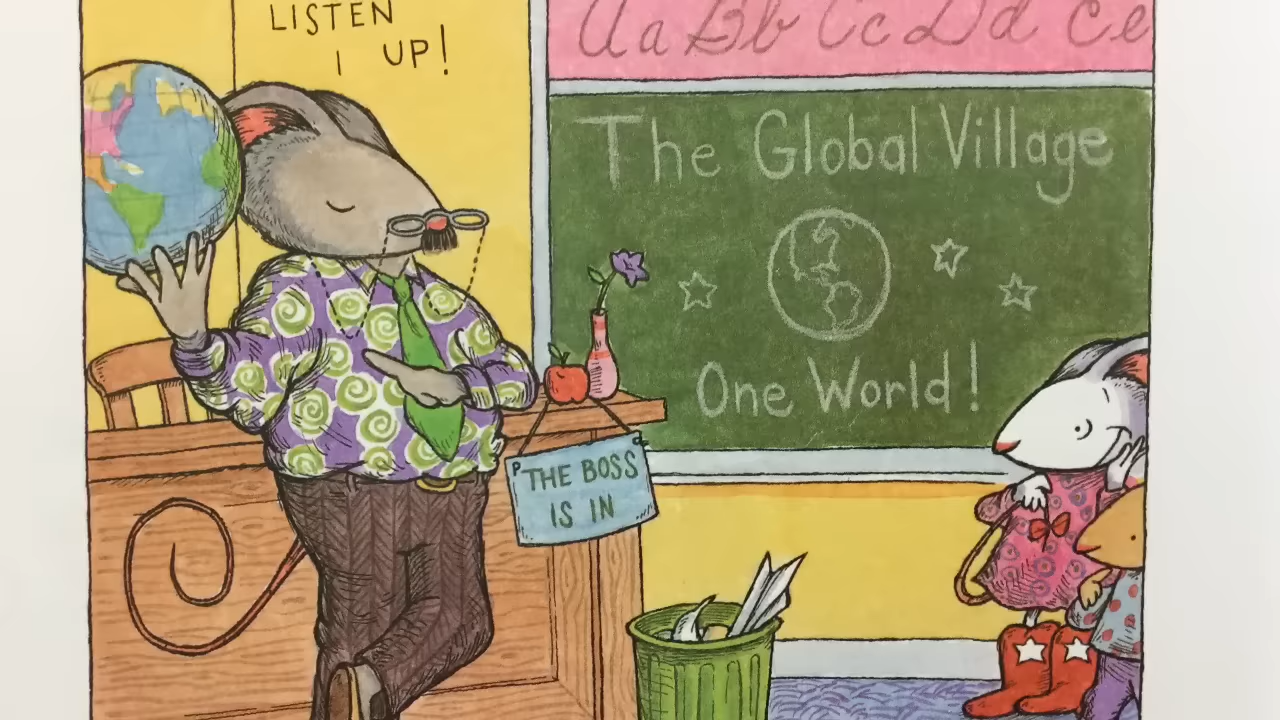 LISTEN
UP!
Aa Bb Cc Dd Ee
The Global Village
One World!
THE BOSS
IS IN